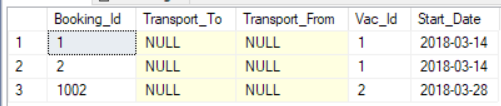 Booking_Id Transport_To Transport_From Vac_Id Start_Date
1 1 NULL NULL 1 2018-03-14
2 2 NULL NULL 1 2018-03-14
3 1002 NULL NULL 2 2018-03-28